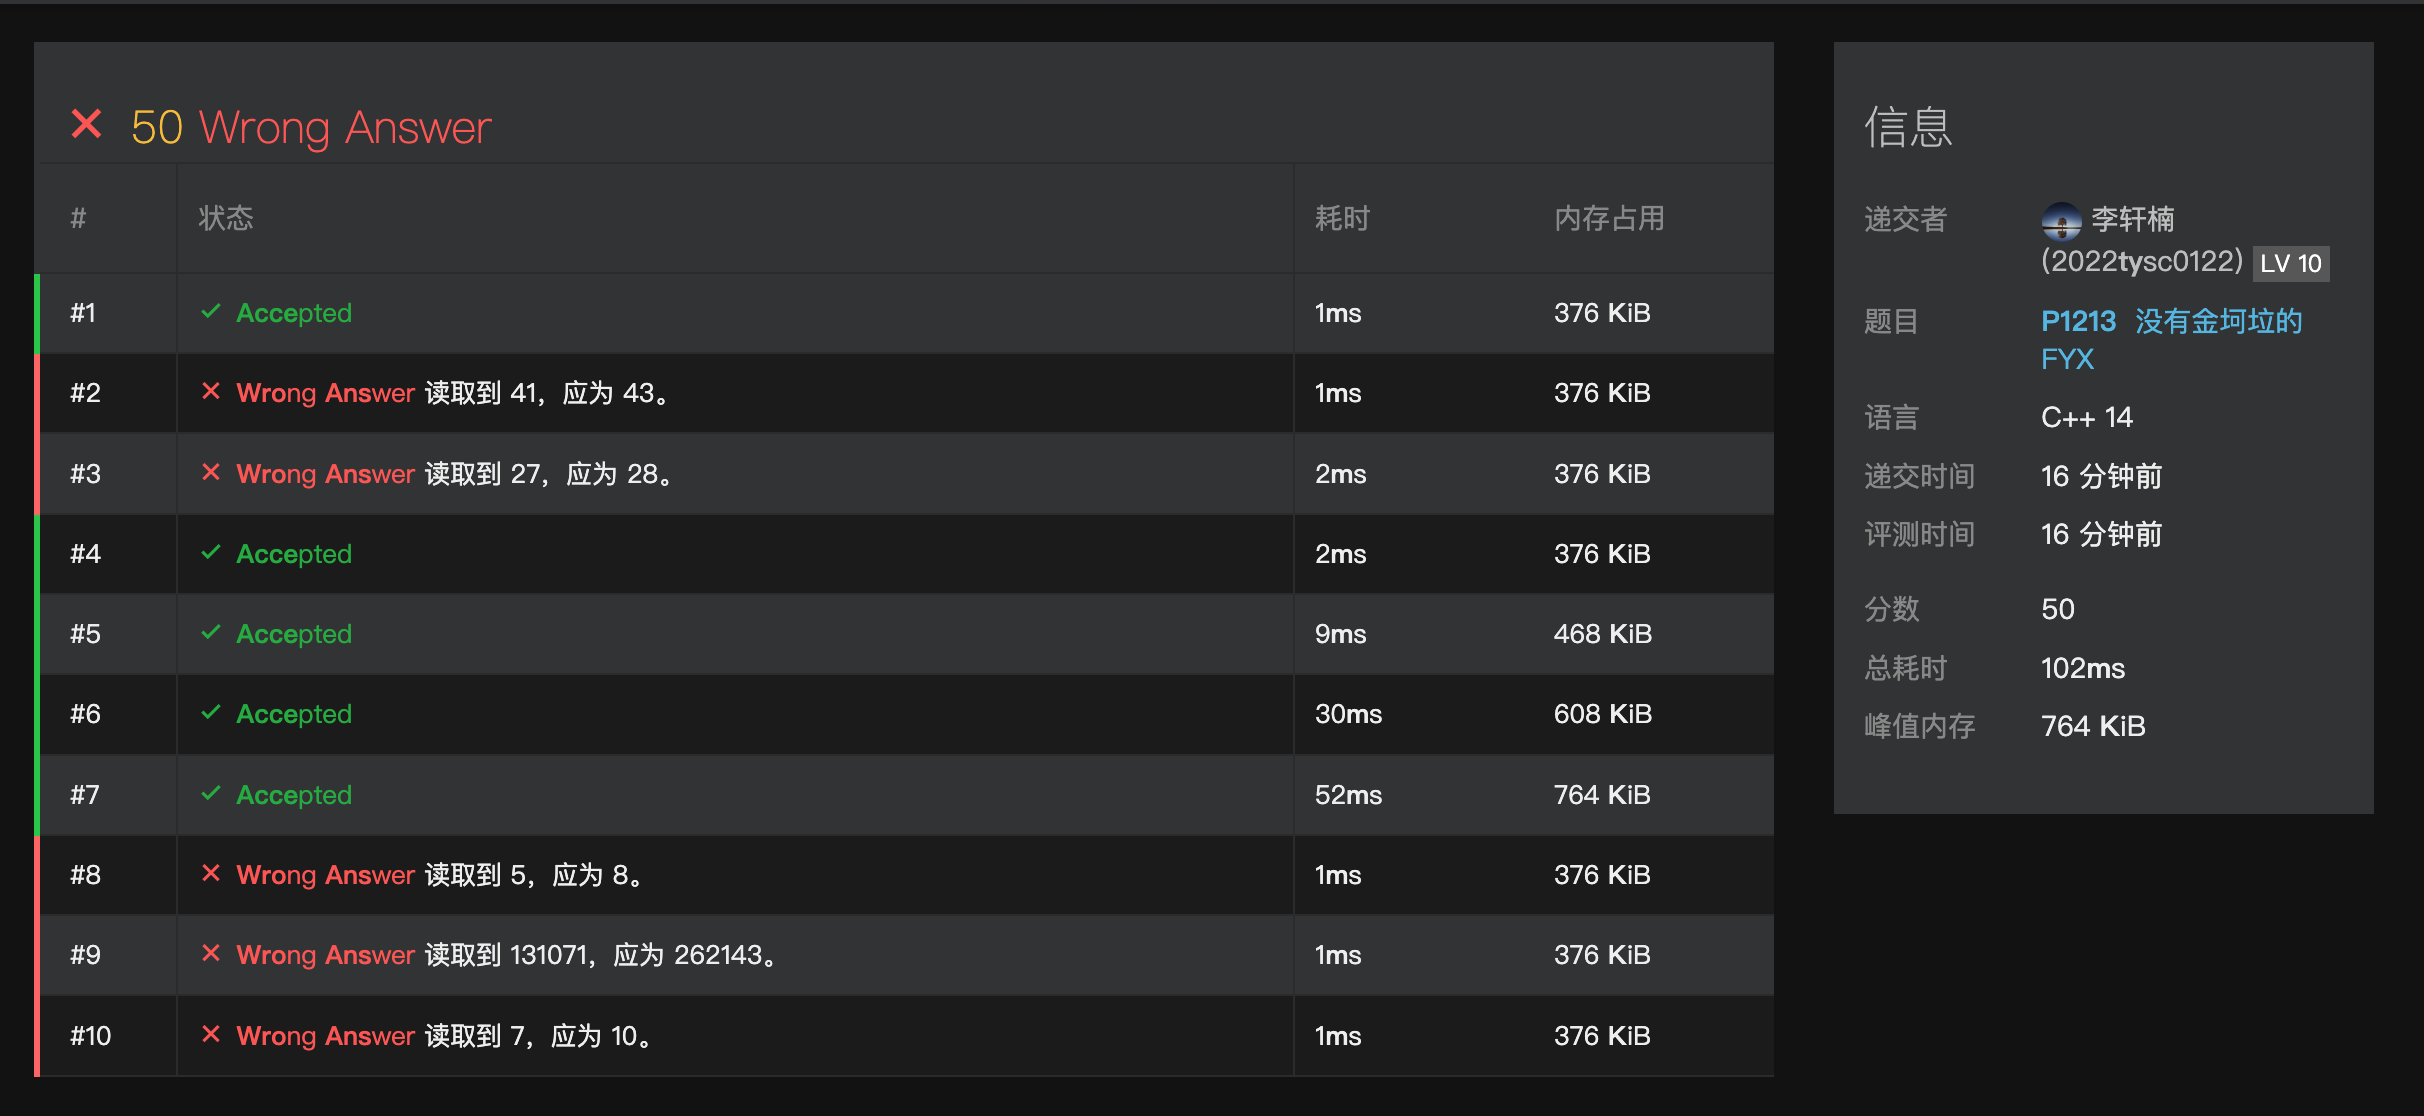 50 Wrong Answer
# 状态 耗时 内存占用
#1 Accepted 1ms 376 KiB
#2 Wrong Answer 读取到 41，应为 43。 1ms 376 KiB
#3 Wrong Answer 读取到 27，应为 28。 2ms 376 KiB
#4 Accepted 2ms 376 KiB
#5 Accepted 9ms 468 KiB
#6 Accepted 30ms 608 KiB
#7 Accepted 52ms 764 KiB
#8 Wrong Answer 读取到 5，应为 8。 1ms 376 KiB
#9 Wrong Answer 读取到 131071，应为 262143。 1ms 376 KiB
#10 Wrong Answer 读取到 7，应为 10。 1ms 376 KiB
信息
递交者 李轩楠
(2022tysc0122) LV 10
题目 P1213 没有金坷垃的
FYX
语言 C++ 14
递交时间 16 分钟前
评测时间 16 分钟前
分数 50
总耗时 102ms
峰值内存 764 KiB